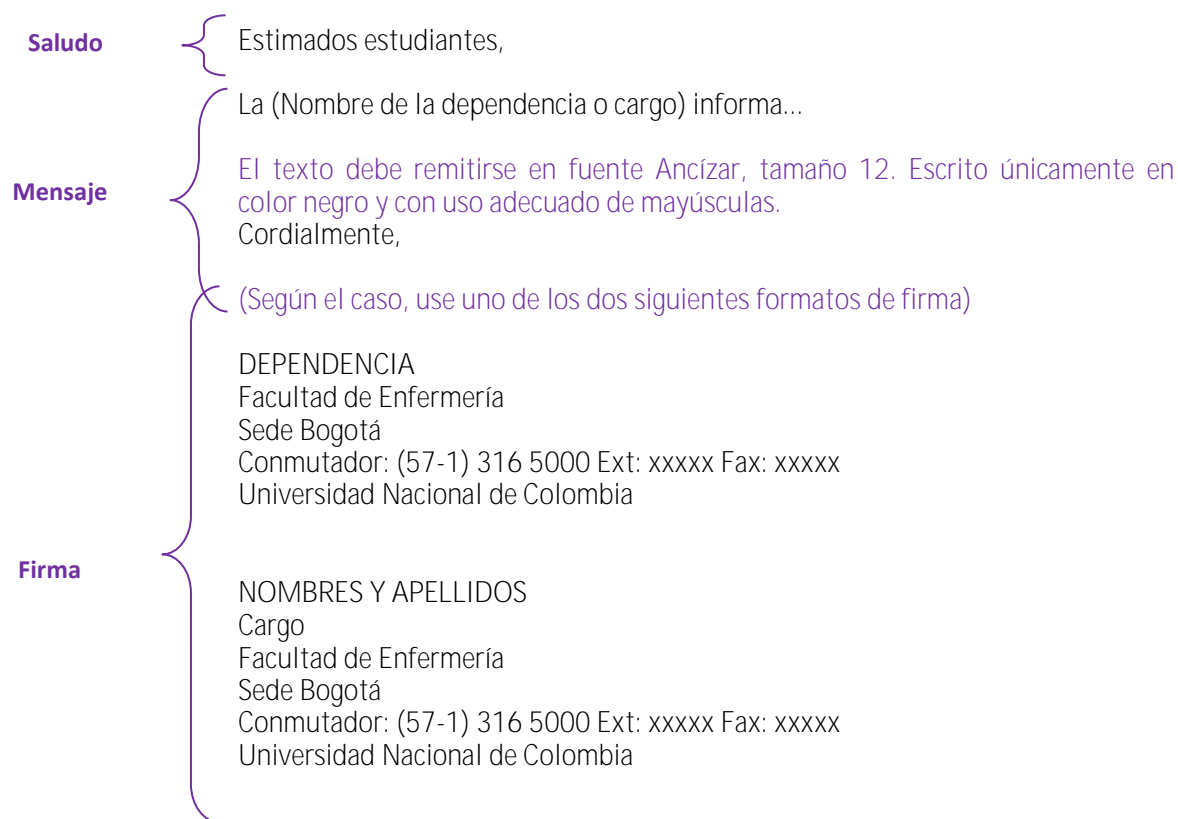 Saludo
Estimados estudiantes,
La (Nombre de la dependencia o cargo) informa...
Mensaje
El texto debe remitirse en fuente Ancízar, tamaño 12. Escrito únicamente en
color negro y con uso adecuado de mayúsculas.
Cordialmente,
(Según el caso, use uno de los dos siguientes formatos de firma)
DEPENDENCIA
Facultad de Enfermería
Sede Bogotá
Conmutador: (57-1) 316 5000 Ext: xxxxx Fax: xxxxx
Universidad Nacional de Colombia
Firma
NOMBRES Y APELLIDOS
Cargo
Facultad de Enfermería
Sede Bogotá
Conmutador: (57-1) 316 5000 Ext: xxxxx Fax: xxxxx
Universidad Nacional de Colombia